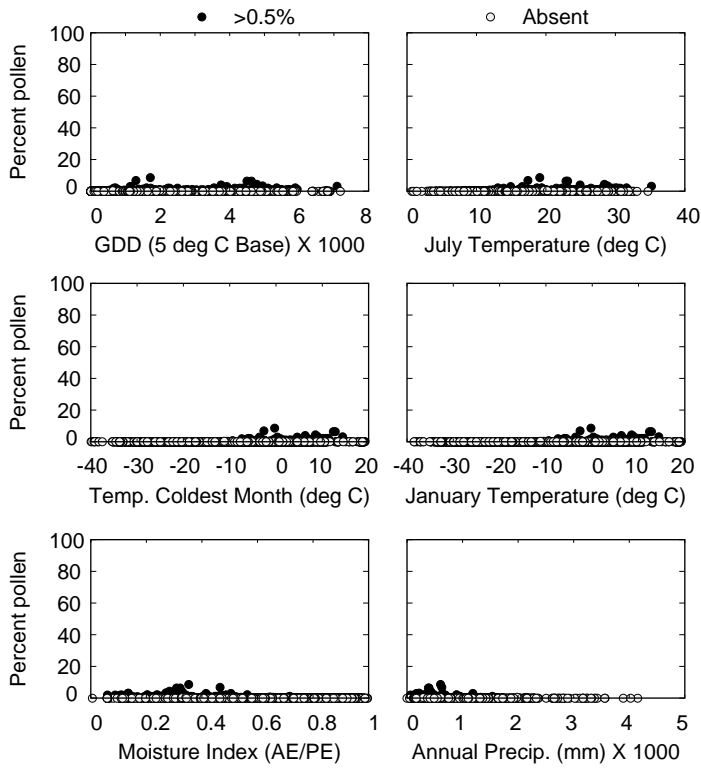 >0.5%
Absent
Percent pollen
100
80
60
40
20
0
0 2 4 6 8
GDD (5 deg C Base) X 1000
0 10 20 30 40
July Temperature (deg C)
Percent pollen
100
80
60
40
20
0
-40 -30 -20 -10 0 10 20
Temp. Coldest Month (deg C)
-40 -30 -20 -10 0 10 20
January Temperature (deg C)
Percent pollen
100
80
60
40
20
0
0 0.2 0.4 0.6 0.8 1
Moisture Index (AE/PE)
0 1 2 3 4 5
Annual Precip. (mm) X 1000